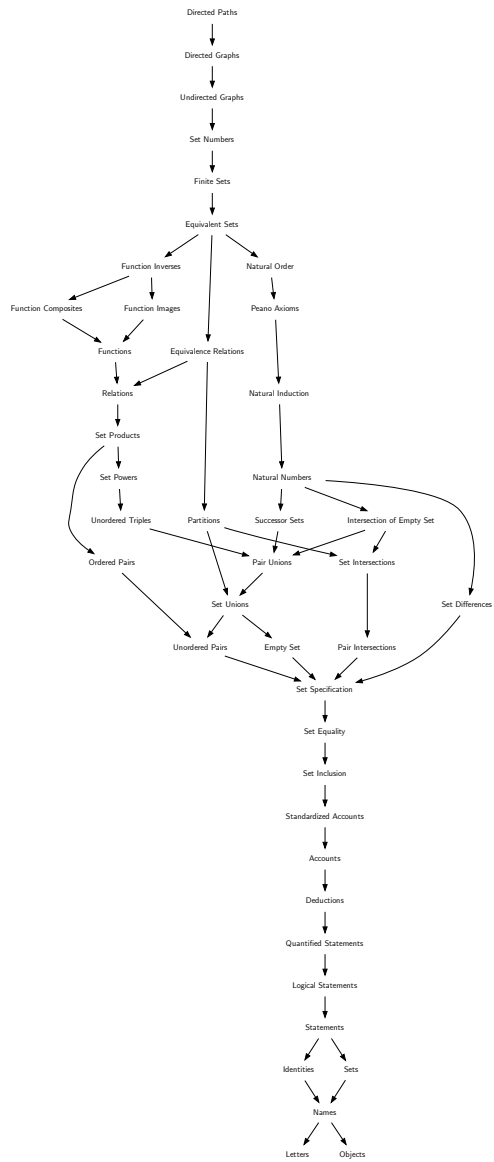 Directed Paths
Directed Graphs
Undirected Graphs
Set Numbers
Finite Sets
Equivalent Sets
Function Inverses
Natural Order
Function Composites
Function Images
Peano Axioms
Functions
Equivalence Relations
Relations
Natural Induction
Set Products
Set Powers
Natural Numbers
Unordered Triples
Partitions
Successor Sets
Intersection of Empty Set
Ordered Pairs
Pair Unions
Set Intersections
Set Unions
Set Differences
Unordered Pairs
Empty Set
Pair Intersections
Set Specification
Set Equality
Set Inclusion
Standardized Accounts
Accounts
Deductions
Quantified Statements
Logical Statements
Statements
Identities
Sets
Names
Letters
Objects